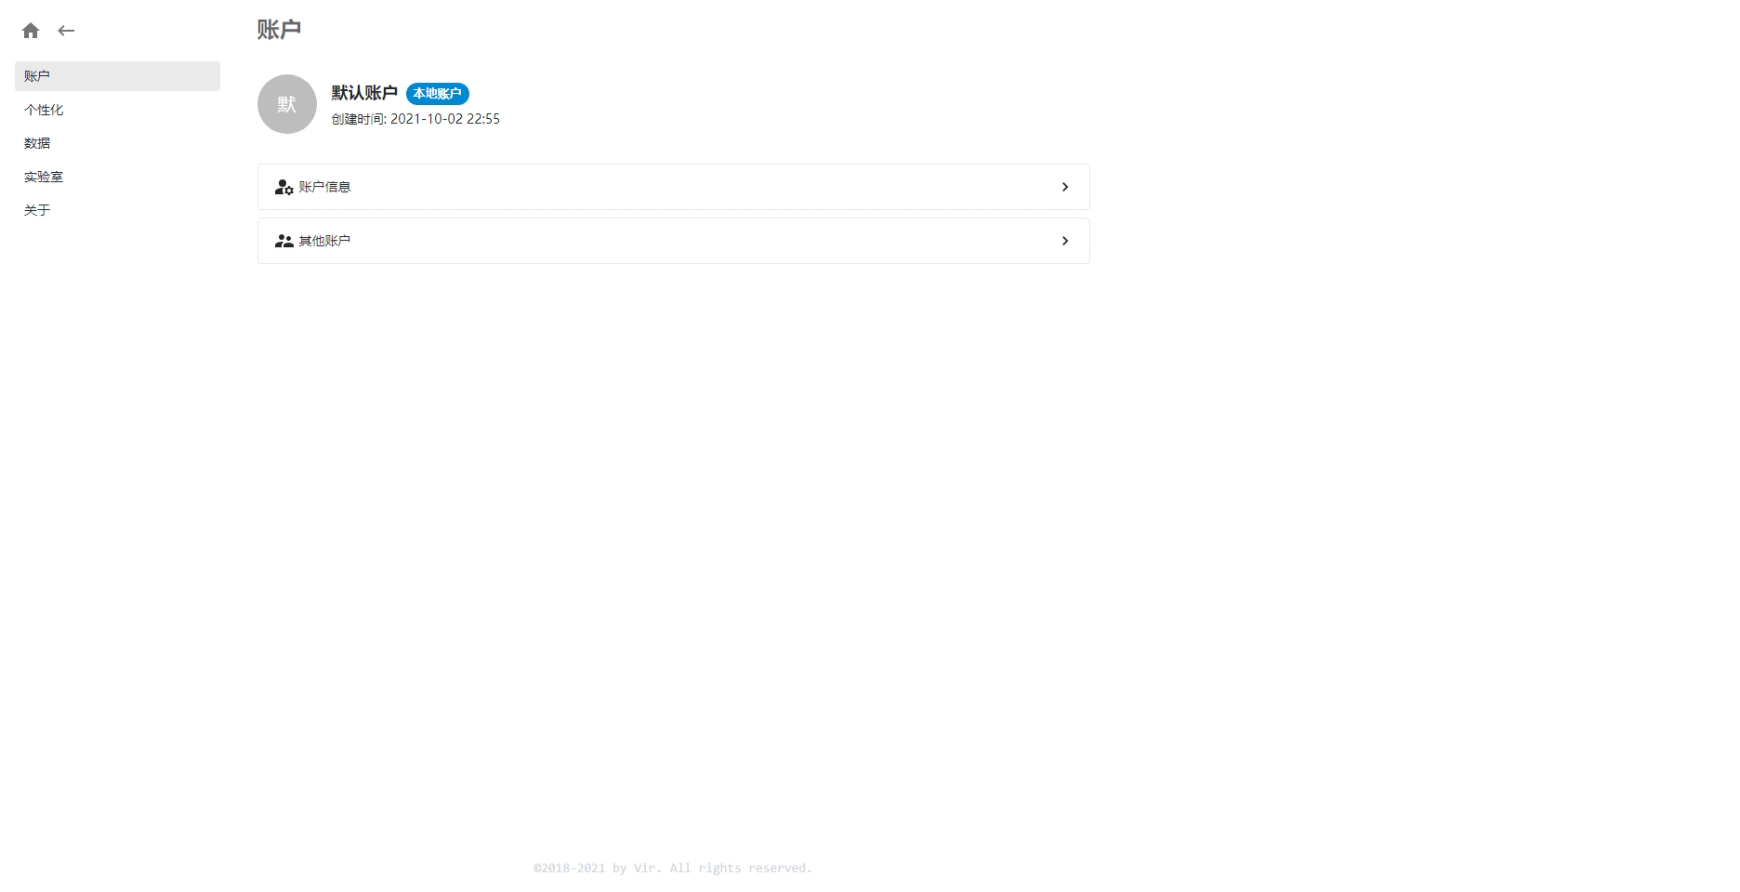 账户
个性化
数据
实验室
关于
账户
默
默认账户 本地账户
创建时间: 2021-10-02 22:55
账户信息
其他账户
©2018-2021 by Vir. All rights reserved.